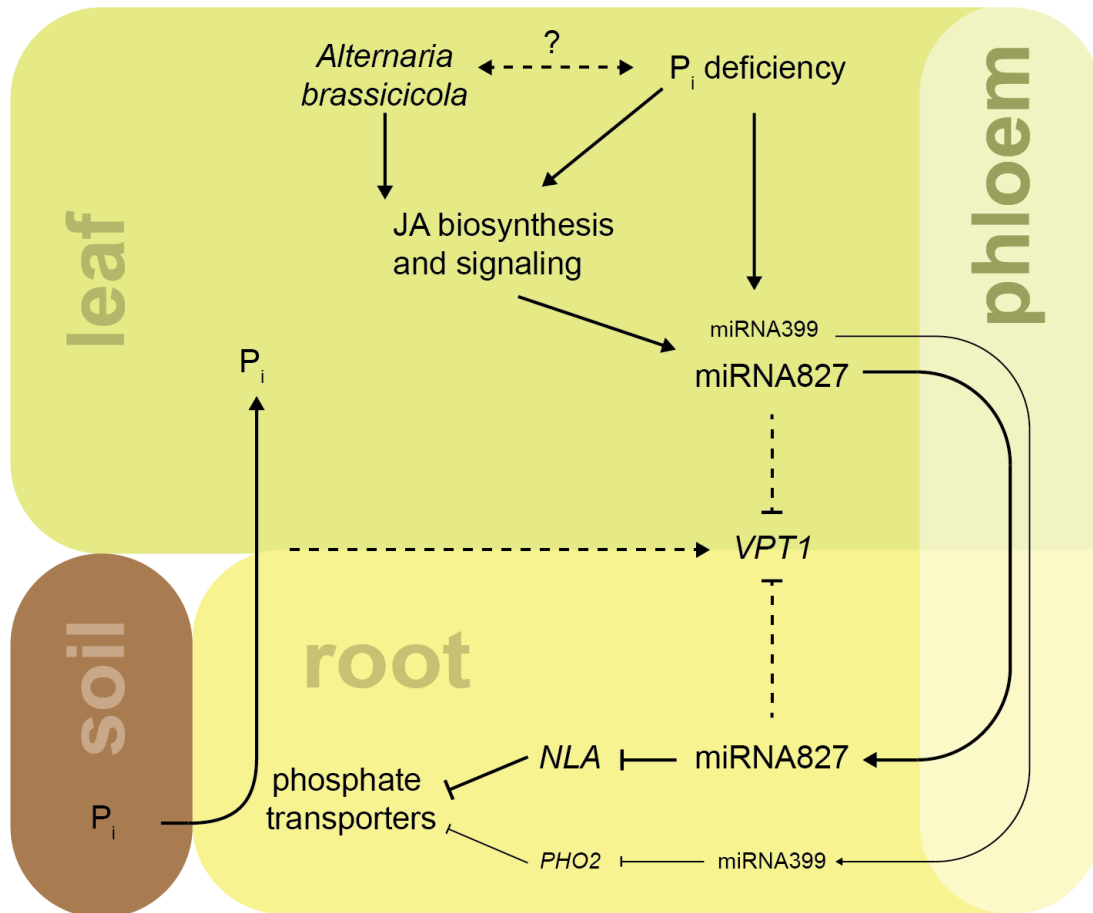 ?
Alternaria
brassicicola
Pi deficiency
phloem
leaf
JA biosynthesis
and signaling
miRNA399
miRNA827
Pi
VPT1
soil
root
NLA
miRNA827
phosphate
transporters
Pi
PHO2
miRNA399